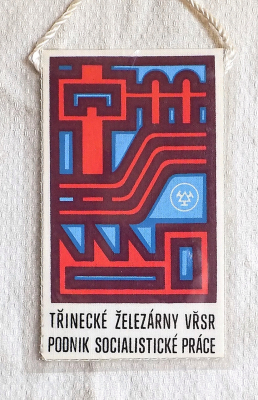 TŘINECKÉ ŽELEZÁRNY VŘSR
PODNIK SOCIALISTICKÉ PRÁCE